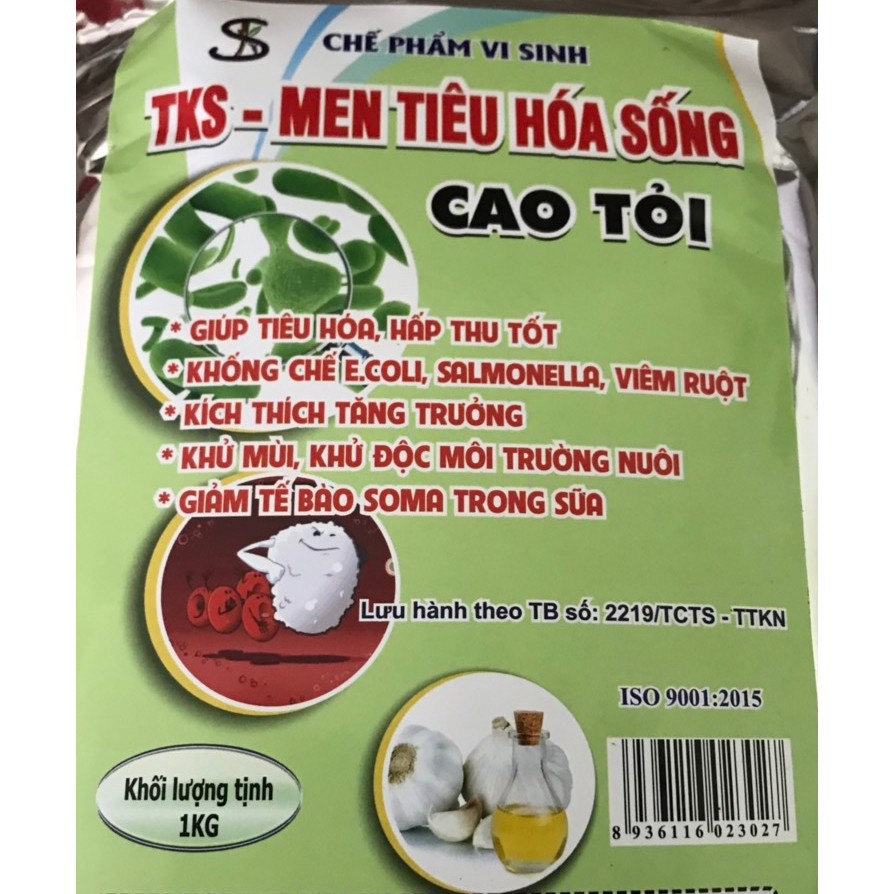 CHẾ PHẨM VI SINH
TKS - MEN TIÊU HÓA SỐNG
CAO TỎI
* GIÚP TIÊU HÓA, HẤP THU TỐT
* KHỐNG CHẾ E.COLI, SALMONELLA, VIÊM RUỘT
* KÍCH THÍCH TĂNG TRƯỞNG
* KHỬ MÙI, KHỬ ĐỘC MÔI TRƯỜNG NUÔI
* GIẢM TẾ BÀO SOMA TRONG SỮA
Lưu hành theo TB số: 2219/TCTS - TTKN
ISO 9001:2015
Khối lượng tịnh
1KG
8 936116 023027